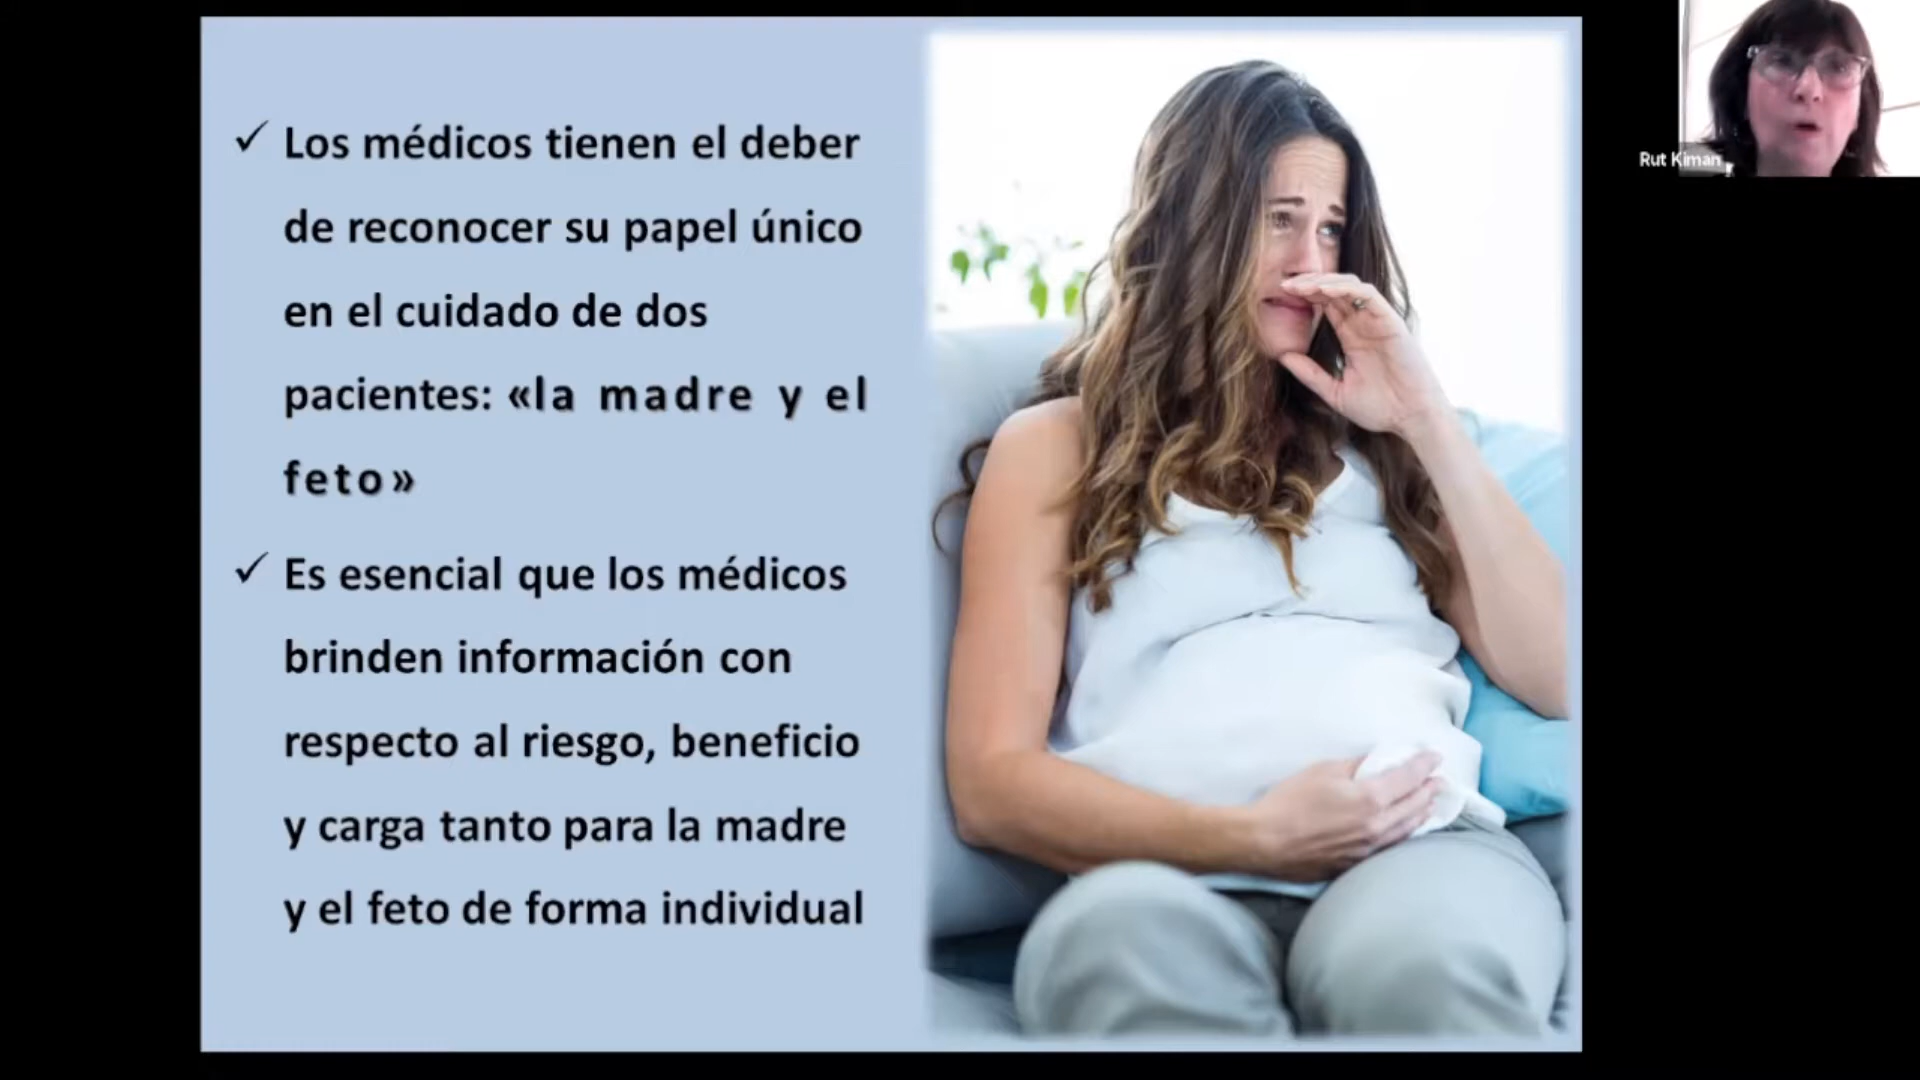 ✓ Los médicos tienen el deber
de reconocer su papel único
en el cuidado de dos
pacientes: «la madre y el
feto»
✓ Es esencial que los médicos
brinden información con
respecto al riesgo, beneficio
y carga tanto para la madre
y el feto de forma individual
Rut Kiman